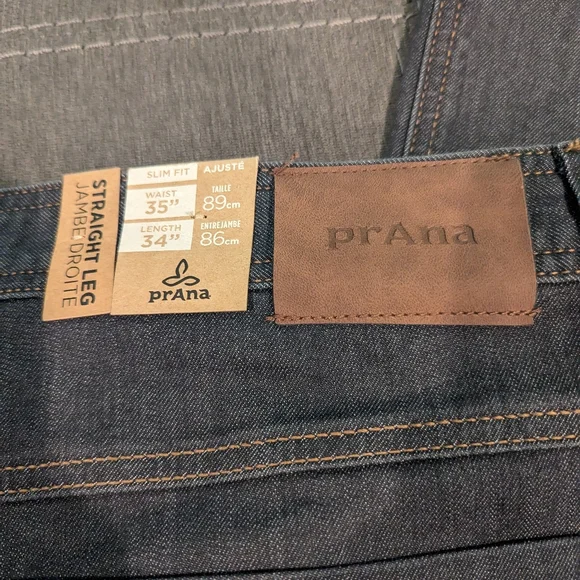 STRAIGHT LEG
JAMBE DROITE
SLIM FIT AJUSTÉ
WAIST TAILLE
35” 89cm
LENGTH ENTREJAMBE
34” 86cm
prAna
prAna